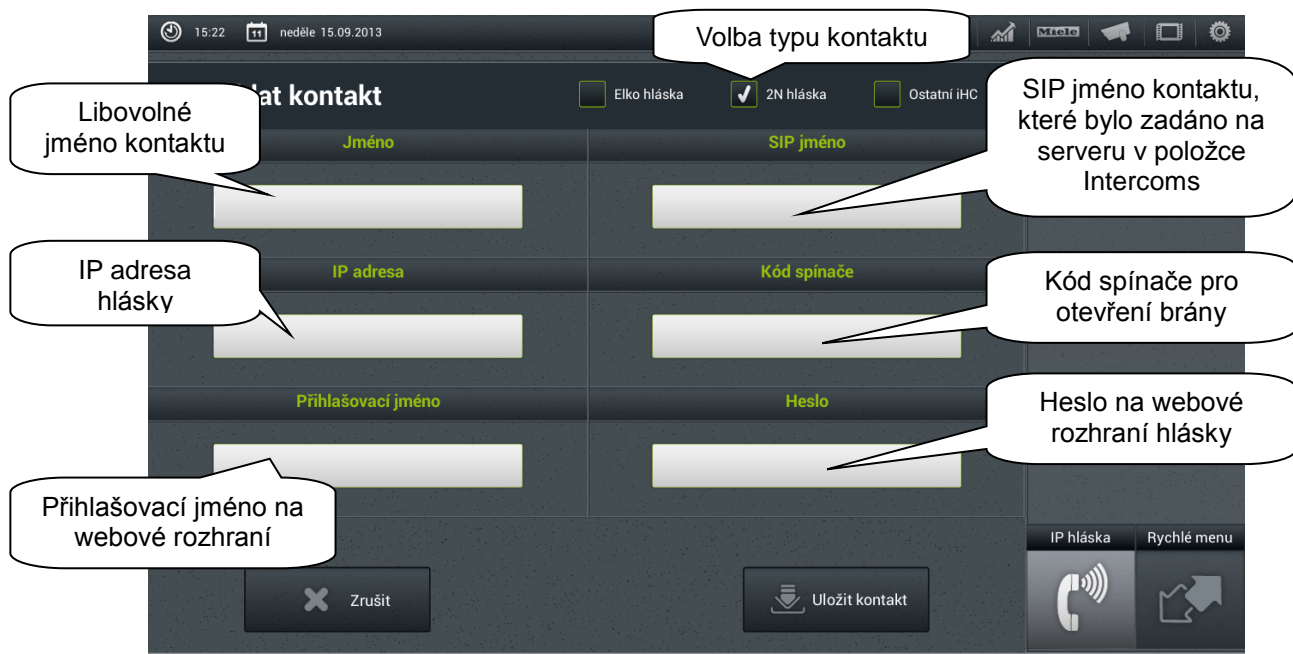 15:22
11
neděle 15.09.2013
Volba typu kontaktu
Miele
lat kontakt
Elko hláska
2N hláska
Ostatní iHC
Libovolné
jméno kontaktu
SIP jméno kontaktu,
které bylo zadáno na
serveru v položce
Intercoms
Jméno
SIP jméno
IP adresa
hlásky
IP adresa
Kód spínače
Kód spínače pro
otevření brány
Přihlašovací jméno
Heslo
Heslo na webové
rozhraní hlásky
Přihlašovací jméno na
webové rozhraní
IP hláska
Rychlé menu
Zrušit
Uložit kontakt